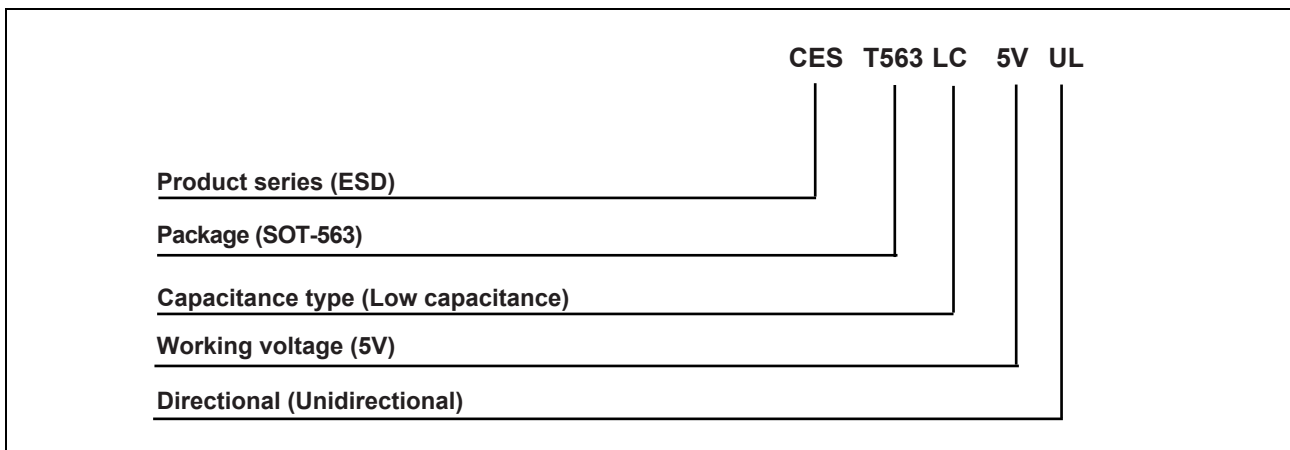 CES T563 LC 5V UL
Product series (ESD)
Package (SOT-563)
Capacitance type (Low capacitance)
Working voltage (5V)
Directional (Unidirectional)